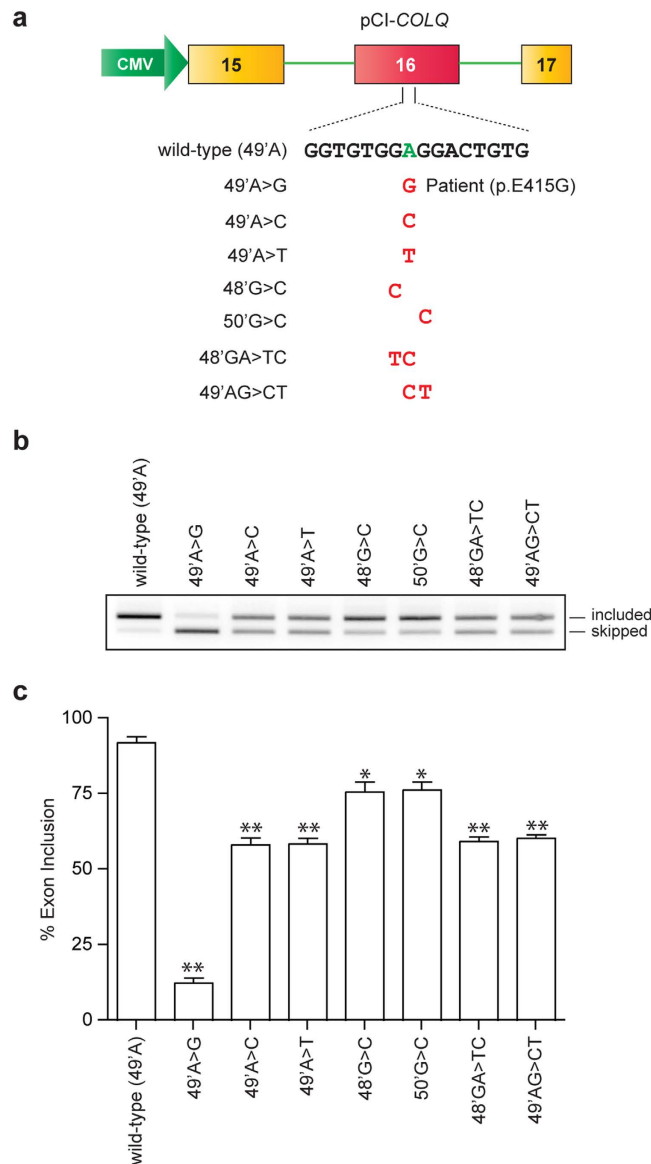 a
pCI-COLQ
CMV 15 16 17
wild-type (49'A) GGTGTGGAGGACTGTG
49'A>G G Patient (p.E415G)
49'A>C C
49'A>T T
48'G>C C
50'G>C C
48'GA>TC TC
49'AG>CT CT
b
wild-type (49'A)
49'A>G
49'A>C
49'A>T
48'G>C
50'G>C
48'GA>TC
49'AG>CT
included
skipped
c
% Exon Inclusion
100
75
50
25
0
**
**
**
*
*
**
**
wild-type (49'A)
49'A>G
49'A>C
49'A>T
48'G>C
50'G>C
48'GA>TC
49'AG>CT